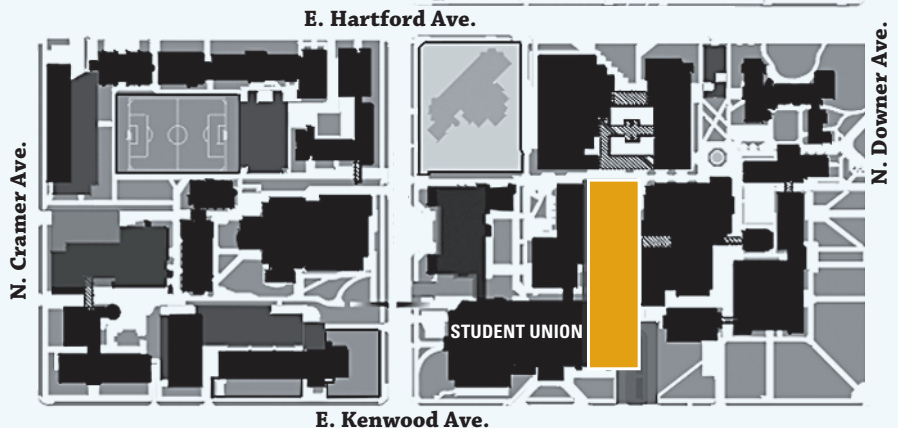 E. Hartford Ave.
N. Cramer Ave.
N. Downer Ave.
STUDENT UNION
E. Kenwood Ave.